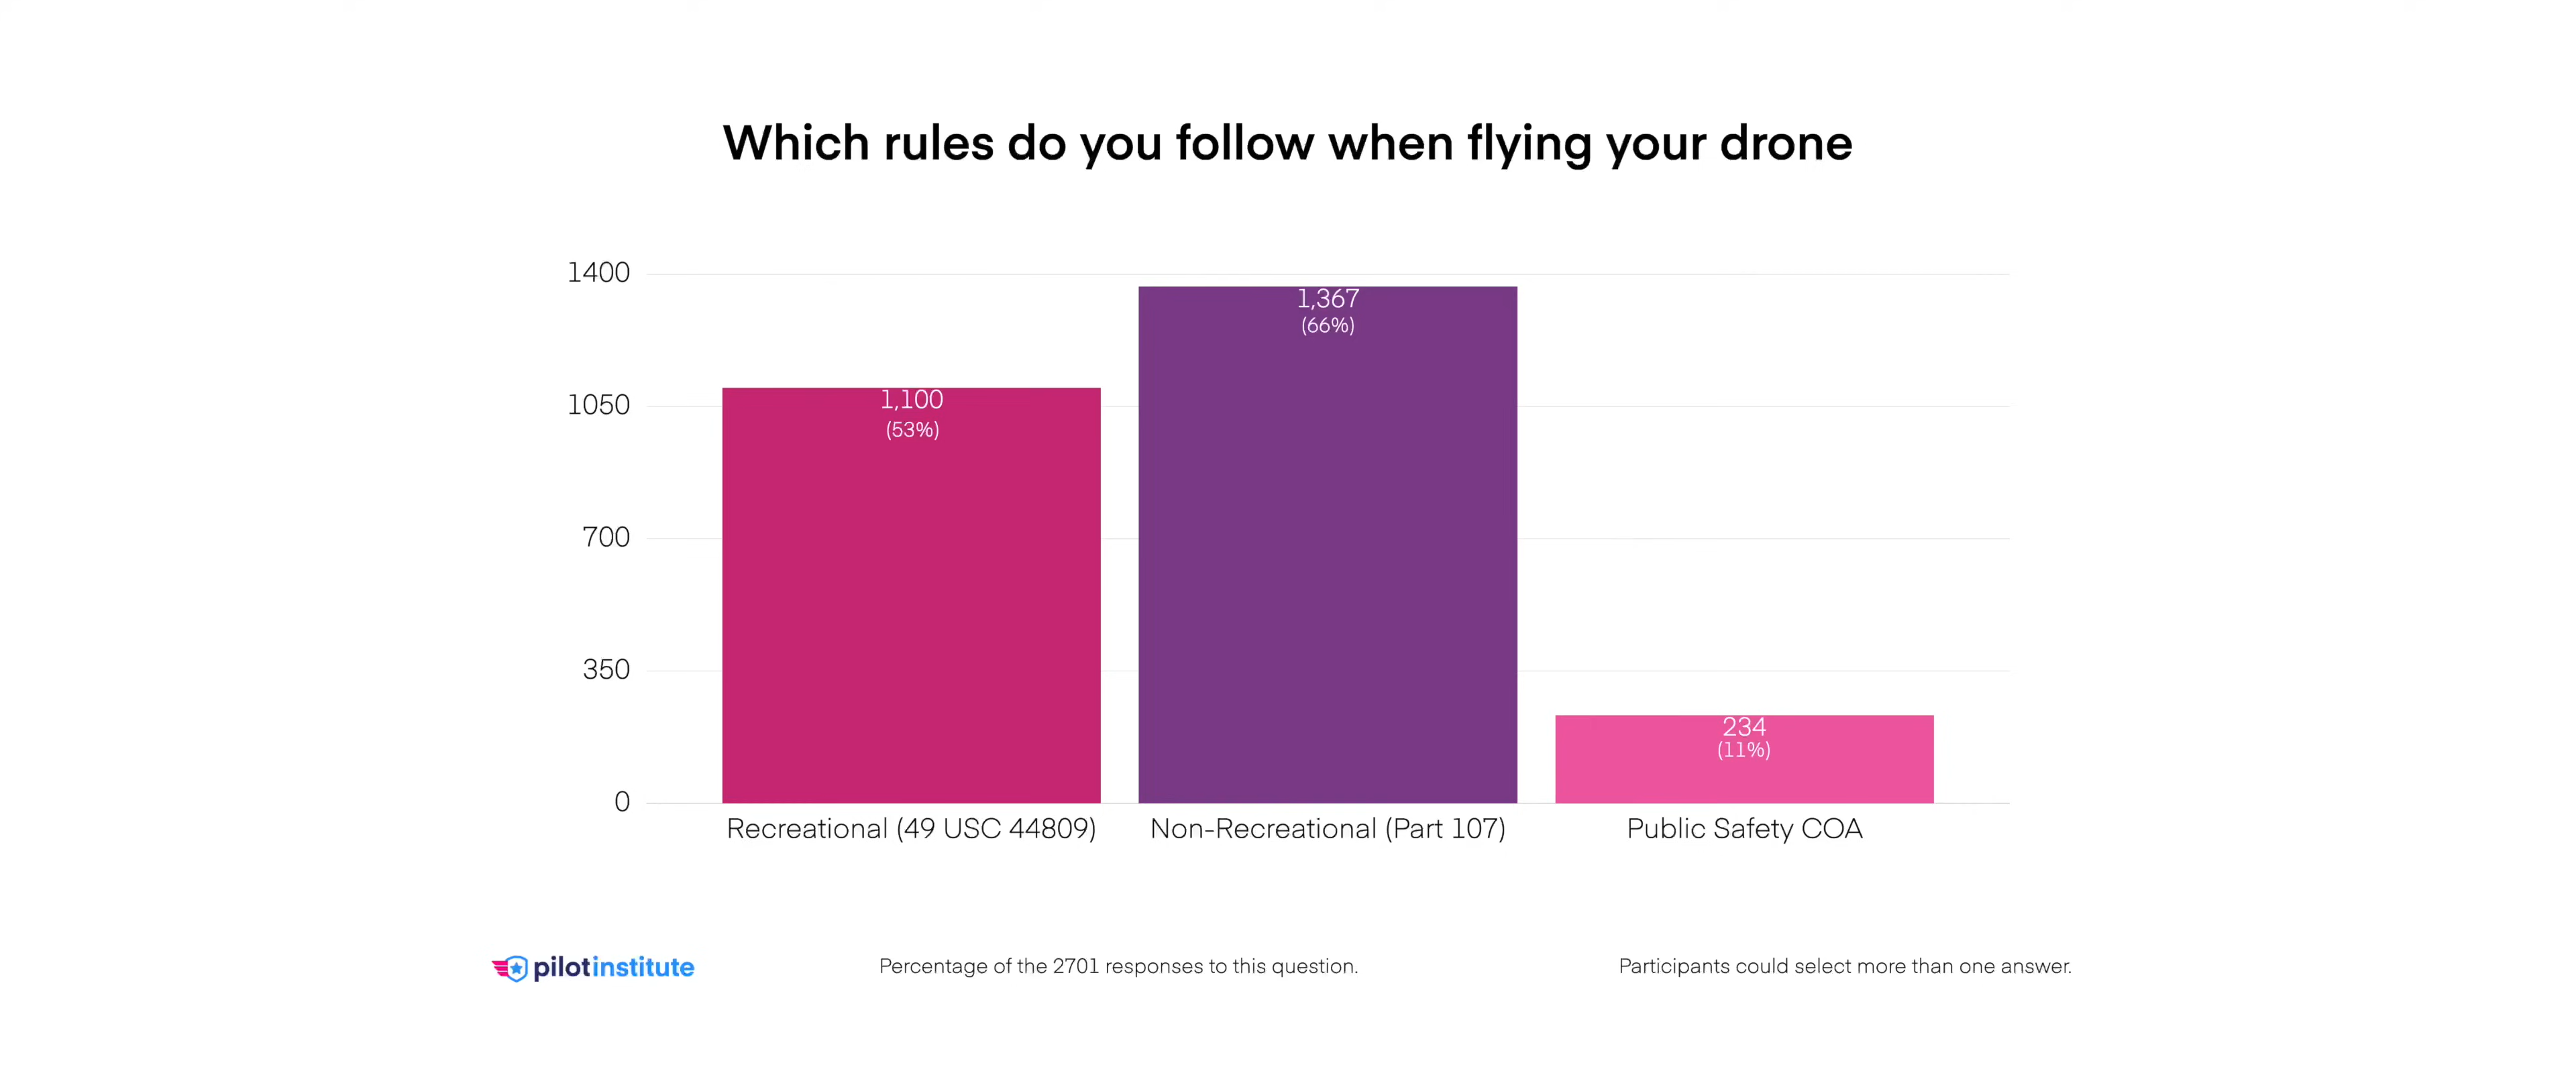 Which rules do you follow when flying your drone
1400
1050
700
350
0
1,100
(53%)
1,367
(66%)
234
(11%)
Recreational (49 USC 44809)
Non-Recreational (Part 107)
Public Safety COA
pilotinstitute
Percentage of the 2701 responses to this question.
Participants could select more than one answer.